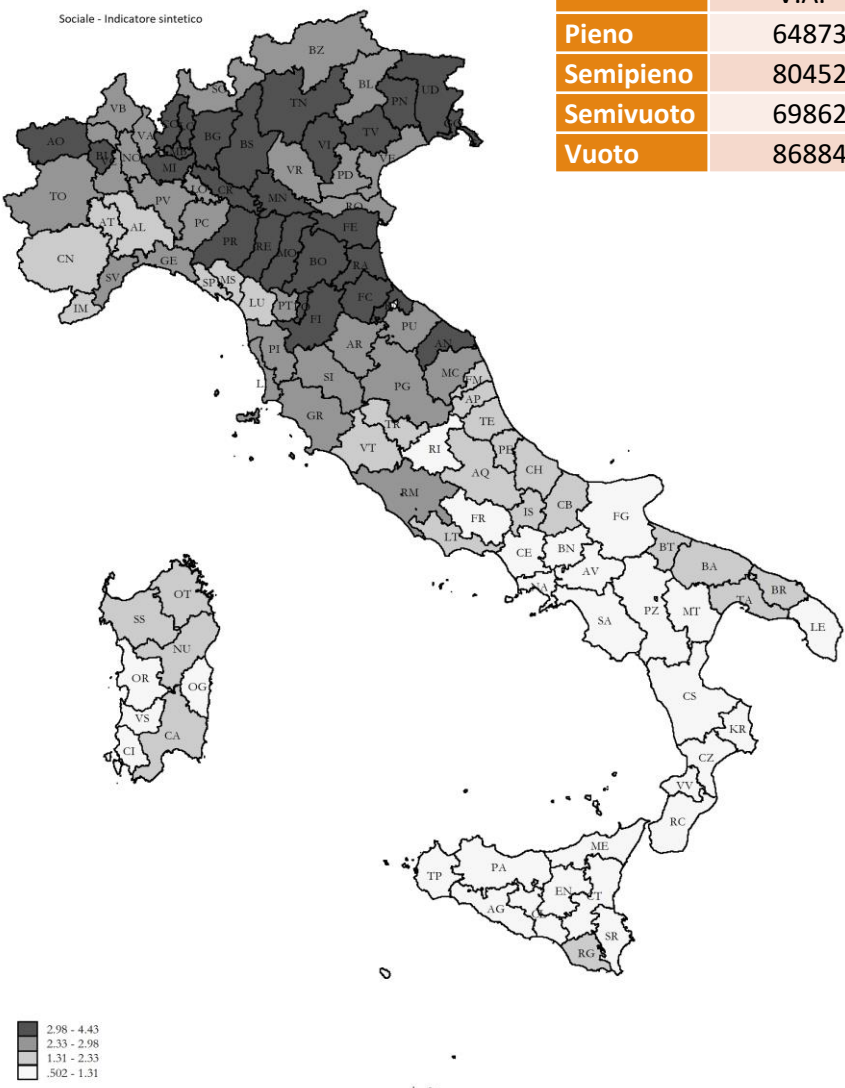 Sociale - Indicatore sintetico
Pieno 64873
Semipieno 80452
Semivuoto 69862
Vuoto 86884
BZ
SO
BL
UD
TN
PN
VB
AO
VA
BG
BS
TV
GO
BI
NO
MB
MI
VI
VE
VR
PD
TO
LO
CR
PV
MN
RO
AT
AL
PC
FE
PR
RE
MO
BO
RA
CN
GE
SV
SP
MS
FC
LU
PT
PO
FI
IM
PU
AN
AR
PI
MC
SI
FM
L
PG
AP
GR
TR
TE
VT
RI
PE
CH
AQ
RM
IS
CB
FR
FG
LT
BT
CE
BN
BA
AV
OT
NA
BR
TA
PZ
MT
SS
SA
LE
NU
OR
OG
CS
VS
CA
KR
CI
CZ
VV
RC
ME
PA
TP
EN
CT
AG
CL
SR
RG
2.98 - 4.43
2.33 - 2.98
1.31 - 2.33
.502 - 1.31